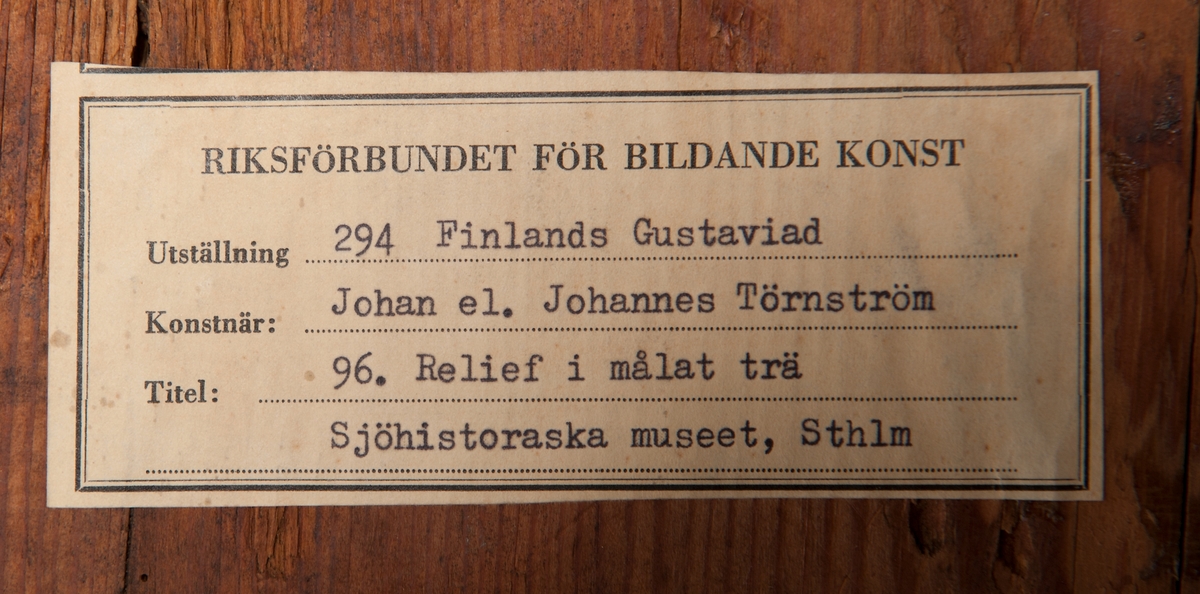 RIKSFÖRBUNDET FÖR BILDANDE KONST
Utställning 294 Finlands Gustaviad
Konstnär: Johan el. Johannes Törnström
Titel: 96. Relief i målat trä
Sjöhistoraska museet, Sthlm